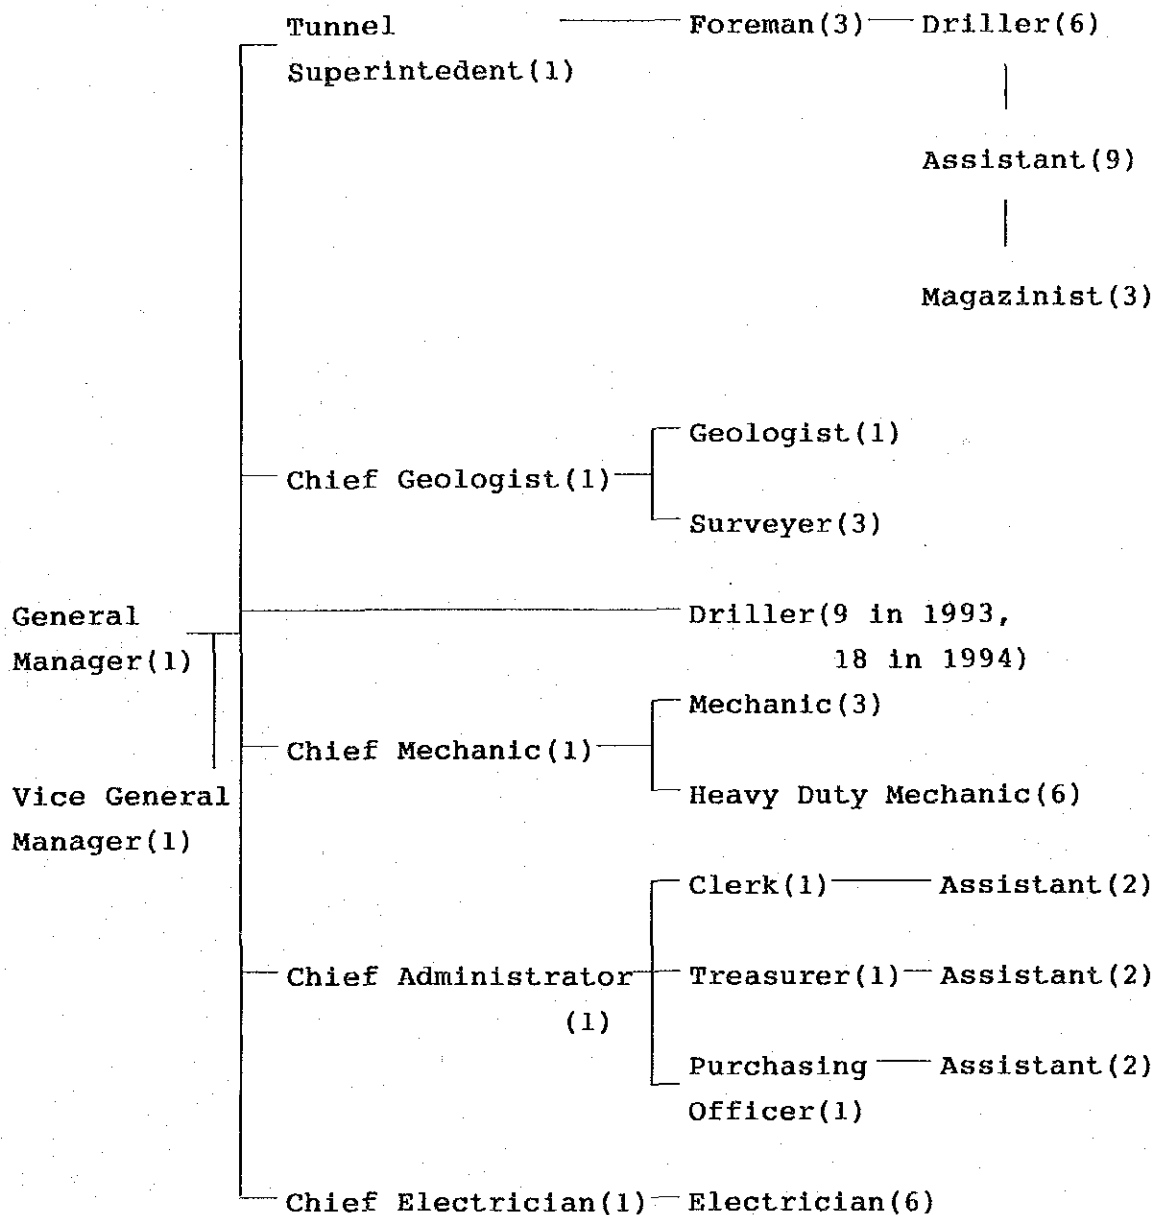 Tunnel Foreman(3) Driller(6)
Superintedent(1)
Assistant(9)
Magazinist(3)
Geologist(1)
Chief Geologist(1)
Surveyer(3)
General Driller(9 in 1993,
Manager(1) 18 in 1994)
Mechanic(3)
Chief Mechanic(1)
Vice General Heavy Duty Mechanic(6)
Manager(1)
Clerk(1) Assistant(2)
Chief Administrator Treasurer(1) Assistant(2)
(1)
Purchasing Assistant(2)
Officer(1)
Chief Electrician(1) Electrician(6)